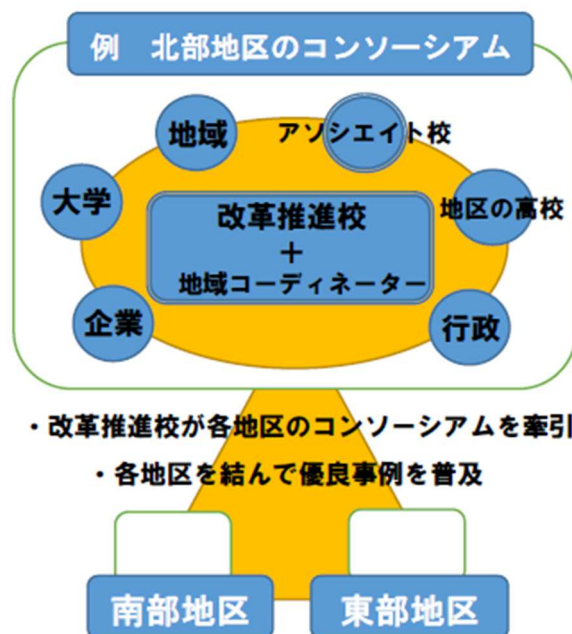 例　北部地区のコンソーシアム
地域
アソシエイト校
大学
地区の高校
改革推進校
＋
地域コーディネーター
企業
行政
・改革推進校が各地区のコンソーシアムを牽引
・各地区を結んで優良事例を普及
南部地区
東部地区